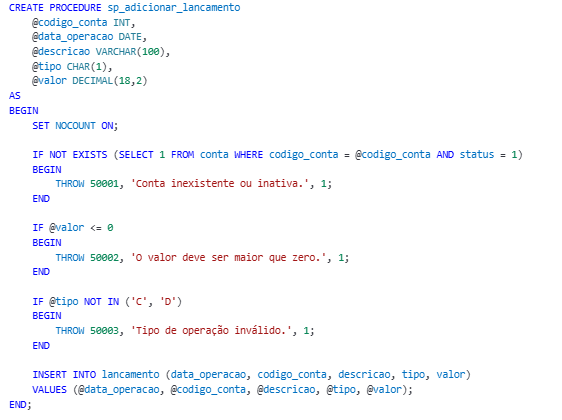 CREATE PROCEDURE sp_adicionar_lancamento
    @codigo_conta INT,
    @data_operacao DATE,
    @descricao VARCHAR(100),
    @tipo CHAR(1),
    @valor DECIMAL(18,2)
AS
BEGIN
    SET NOCOUNT ON;

    IF NOT EXISTS (SELECT 1 FROM conta WHERE codigo_conta = @codigo_conta AND status = 1)
    BEGIN
        THROW 50001, 'Conta inexistente ou inativa.', 1;
    END

    IF @valor <= 0
    BEGIN
        THROW 50002, 'O valor deve ser maior que zero.', 1;
    END

    IF @tipo NOT IN ('C', 'D')
    BEGIN
        THROW 50003, 'Tipo de operação inválido.', 1;
    END

    INSERT INTO lancamento (data_operacao, codigo_conta, descricao, tipo, valor)
    VALUES (@data_operacao, @codigo_conta, @descricao, @tipo, @valor);
END;